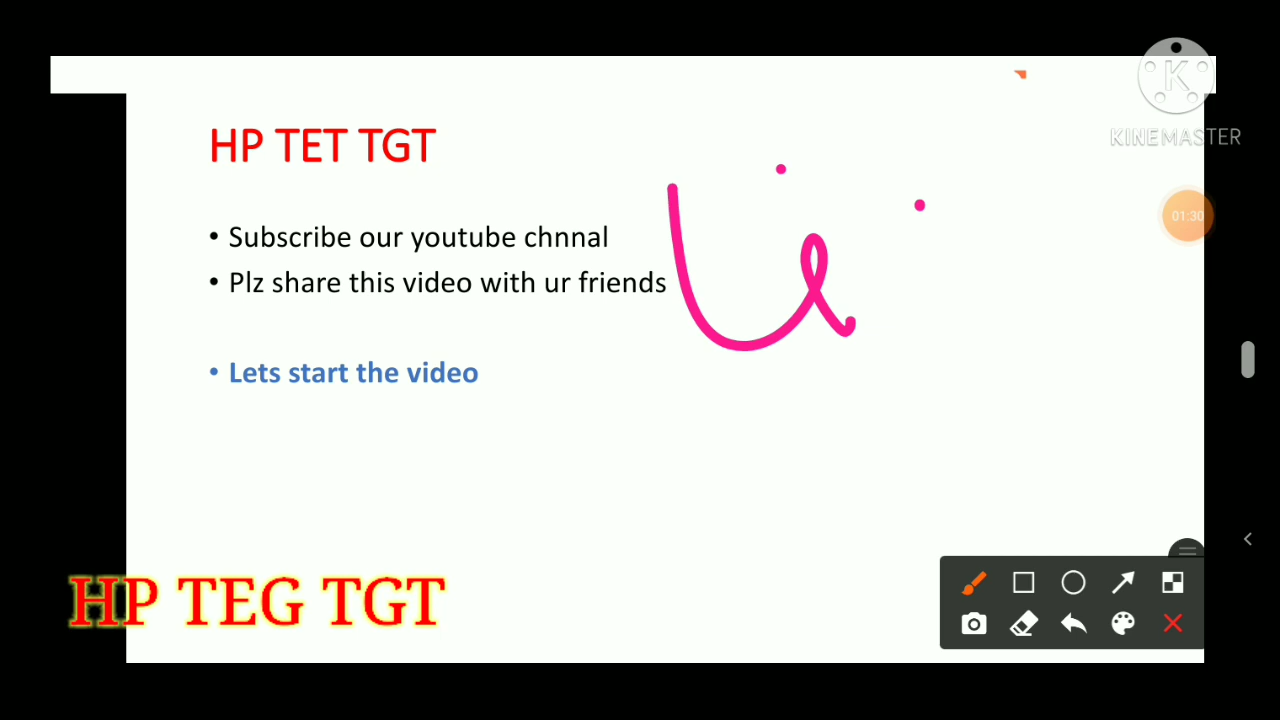 KINEMASTER
HP TET TGT
01:30
• Subscribe our youtube chnnal
• Plz share this video with ur friends
• Lets start the video
HP TEG TGT